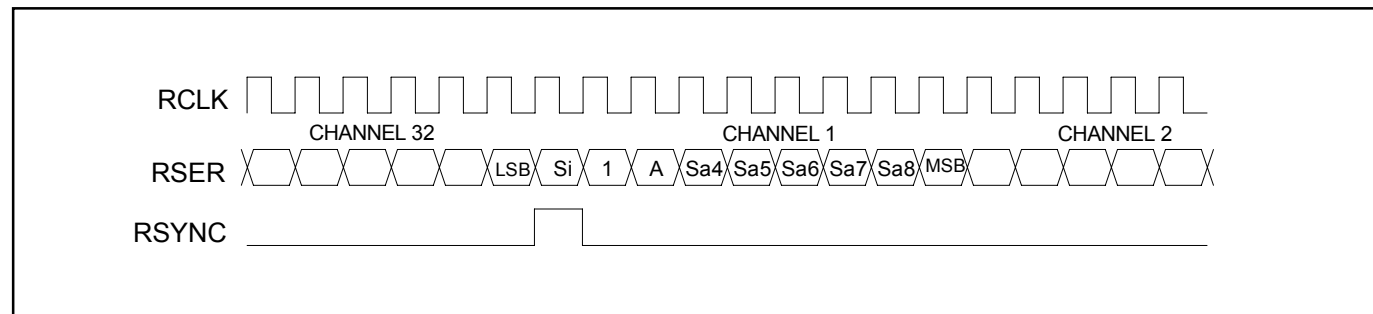 RCLK
CHANNEL 32 CHANNEL 1 CHANNEL 2
RSER LSB Si 1 A Sa4 Sa5 Sa6 Sa7 Sa8 MSB
RSYNC